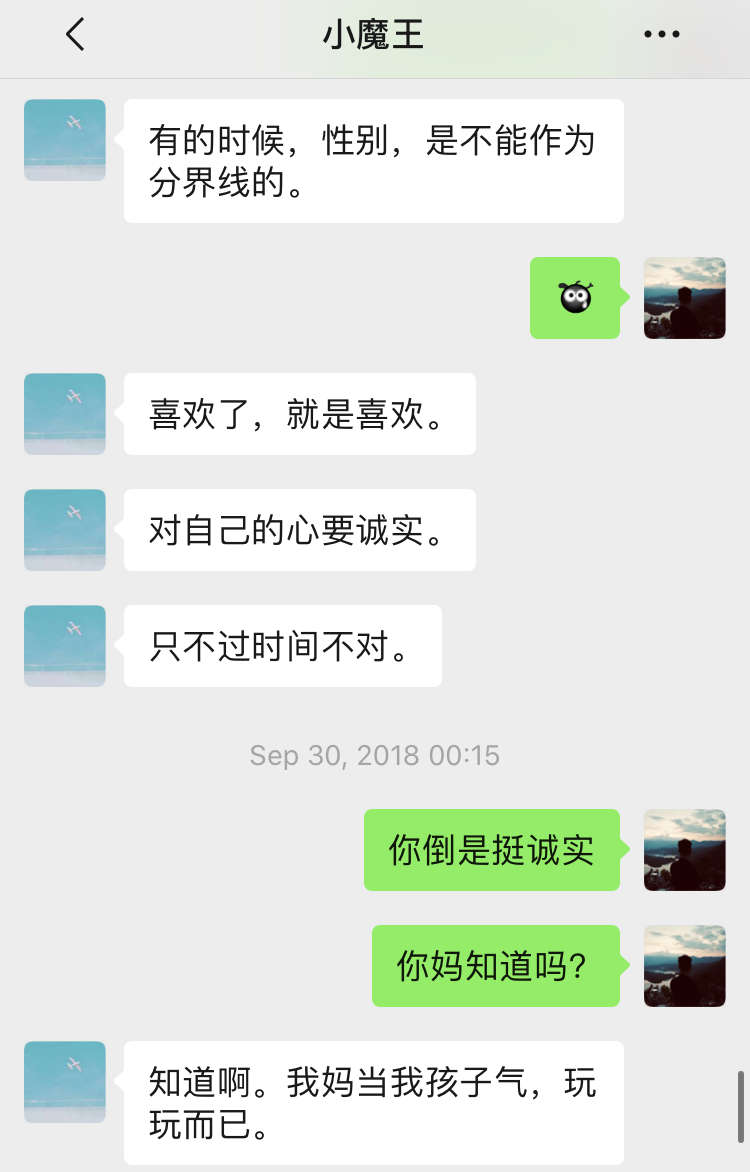 小魔王
有的时候，性别，是不能作为
分界线的。
喜欢了，就是喜欢。
对自己的心要诚实。
只不过时间不对。
Sep 30, 2018 00:15
你倒是挺诚实
你妈知道吗？
知道啊。我妈当我孩子气，玩
玩而已。